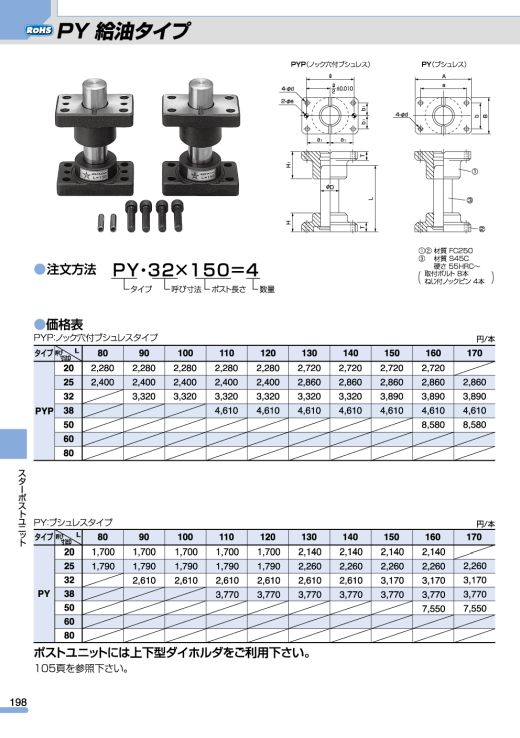 RoHS PY 給油タイプ
PYP(ノック穴付ブシュレス)
PY(ブシュレス)
4-φd
2-φe
±0.010
4-φd
a
A
a
b
B
a₁ a₁
H₁
T
φD
L
H
T
①
③
②
①② 材質 FC250
③ 材質 S45C
硬さ 55HRC～
(取付ボルト 8本
ねじ付ノックピン 4本)
●注文方法 PY・32×150=4
タイプ 呼び寸法 ポスト長さ 数量
●価格表
PYP:ノック穴付ブシュレスタイプ 円/本
タイプ 呼び寸法 L 80 90 100 110 120 130 140 150 160 170
20 2,280 2,280 2,280 2,280 2,280 2,720 2,720 2,720 2,720
25 2,400 2,400 2,400 2,400 2,400 2,860 2,860 2,860 2,860 2,860
32 3,320 3,320 3,320 3,320 3,320 3,320 3,890 3,890 3,890
PYP 38 4,610 4,610 4,610 4,610 4,610 4,610 4,610
50 8,580 8,580
60
80
スターポストユニット
PY:ブシュレスタイプ 円/本
タイプ 呼び寸法 L 80 90 100 110 120 130 140 150 160 170
20 1,700 1,700 1,700 1,700 1,700 2,140 2,140 2,140 2,140
25 1,790 1,790 1,790 1,790 1,790 2,260 2,260 2,260 2,260 2,260
32 2,610 2,610 2,610 2,610 2,610 2,610 3,170 3,170 3,170
PY 38 3,770 3,770 3,770 3,770 3,770 3,770 3,770
50 7,550 7,550
60
80
ポストユニットには上下型ダイホルダをご利用下さい。
105頁を参照下さい。
198